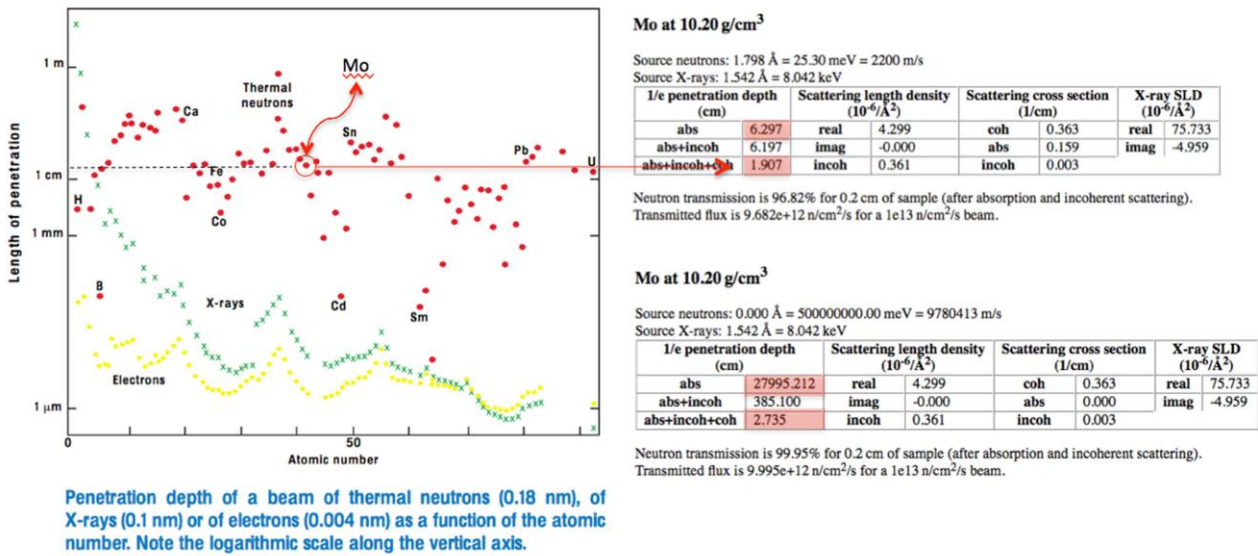 1 m
1 cm
1 mm
1 μm
Length of penetration
Mo
Thermal
neutrons
Ca
Sn
Pb
U
Fe
H
Co
B
X-rays
Cd
Sm
Electrons
0
50
Atomic number
Penetration depth of a beam of thermal neutrons (0.18 nm), of
X-rays (0.1 nm) or of electrons (0.004 nm) as a function of the atomic
number. Note the logarithmic scale along the vertical axis.
Mo at 10.20 g/cm³
Source neutrons: 1.798 Å = 25.30 meV = 2200 m/s
Source X-rays: 1.542 Å = 8.042 keV
1/e penetration depth (cm) Scattering length density (10⁻⁶/Å²) Scattering cross section (1/cm) X-ray SLD (10⁻⁶/Å²)
abs 6.297 real 4.299 coh 0.363 real 75.733
abs+incoh 6.197 imag -0.000 abs 0.159 imag -4.959
abs+incoh+coh 1.907 incoh 0.361 incoh 0.003
Neutron transmission is 96.82% for 0.2 cm of sample (after absorption and incoherent scattering).
Transmitted flux is 9.682e+12 n/cm²/s for a 1e13 n/cm²/s beam.
Mo at 10.20 g/cm³
Source neutrons: 0.000 Å = 500000000.00 meV = 9780413 m/s
Source X-rays: 1.542 Å = 8.042 keV
1/e penetration depth (cm) Scattering length density (10⁻⁶/Å²) Scattering cross section (1/cm) X-ray SLD (10⁻⁶/Å²)
abs 27995.212 real 4.299 coh 0.363 real 75.733
abs+incoh 385.100 imag -0.000 abs 0.000 imag -4.959
abs+incoh+coh 2.735 incoh 0.361 incoh 0.003
Neutron transmission is 99.95% for 0.2 cm of sample (after absorption and incoherent scattering).
Transmitted flux is 9.995e+12 n/cm²/s for a 1e13 n/cm²/s beam.